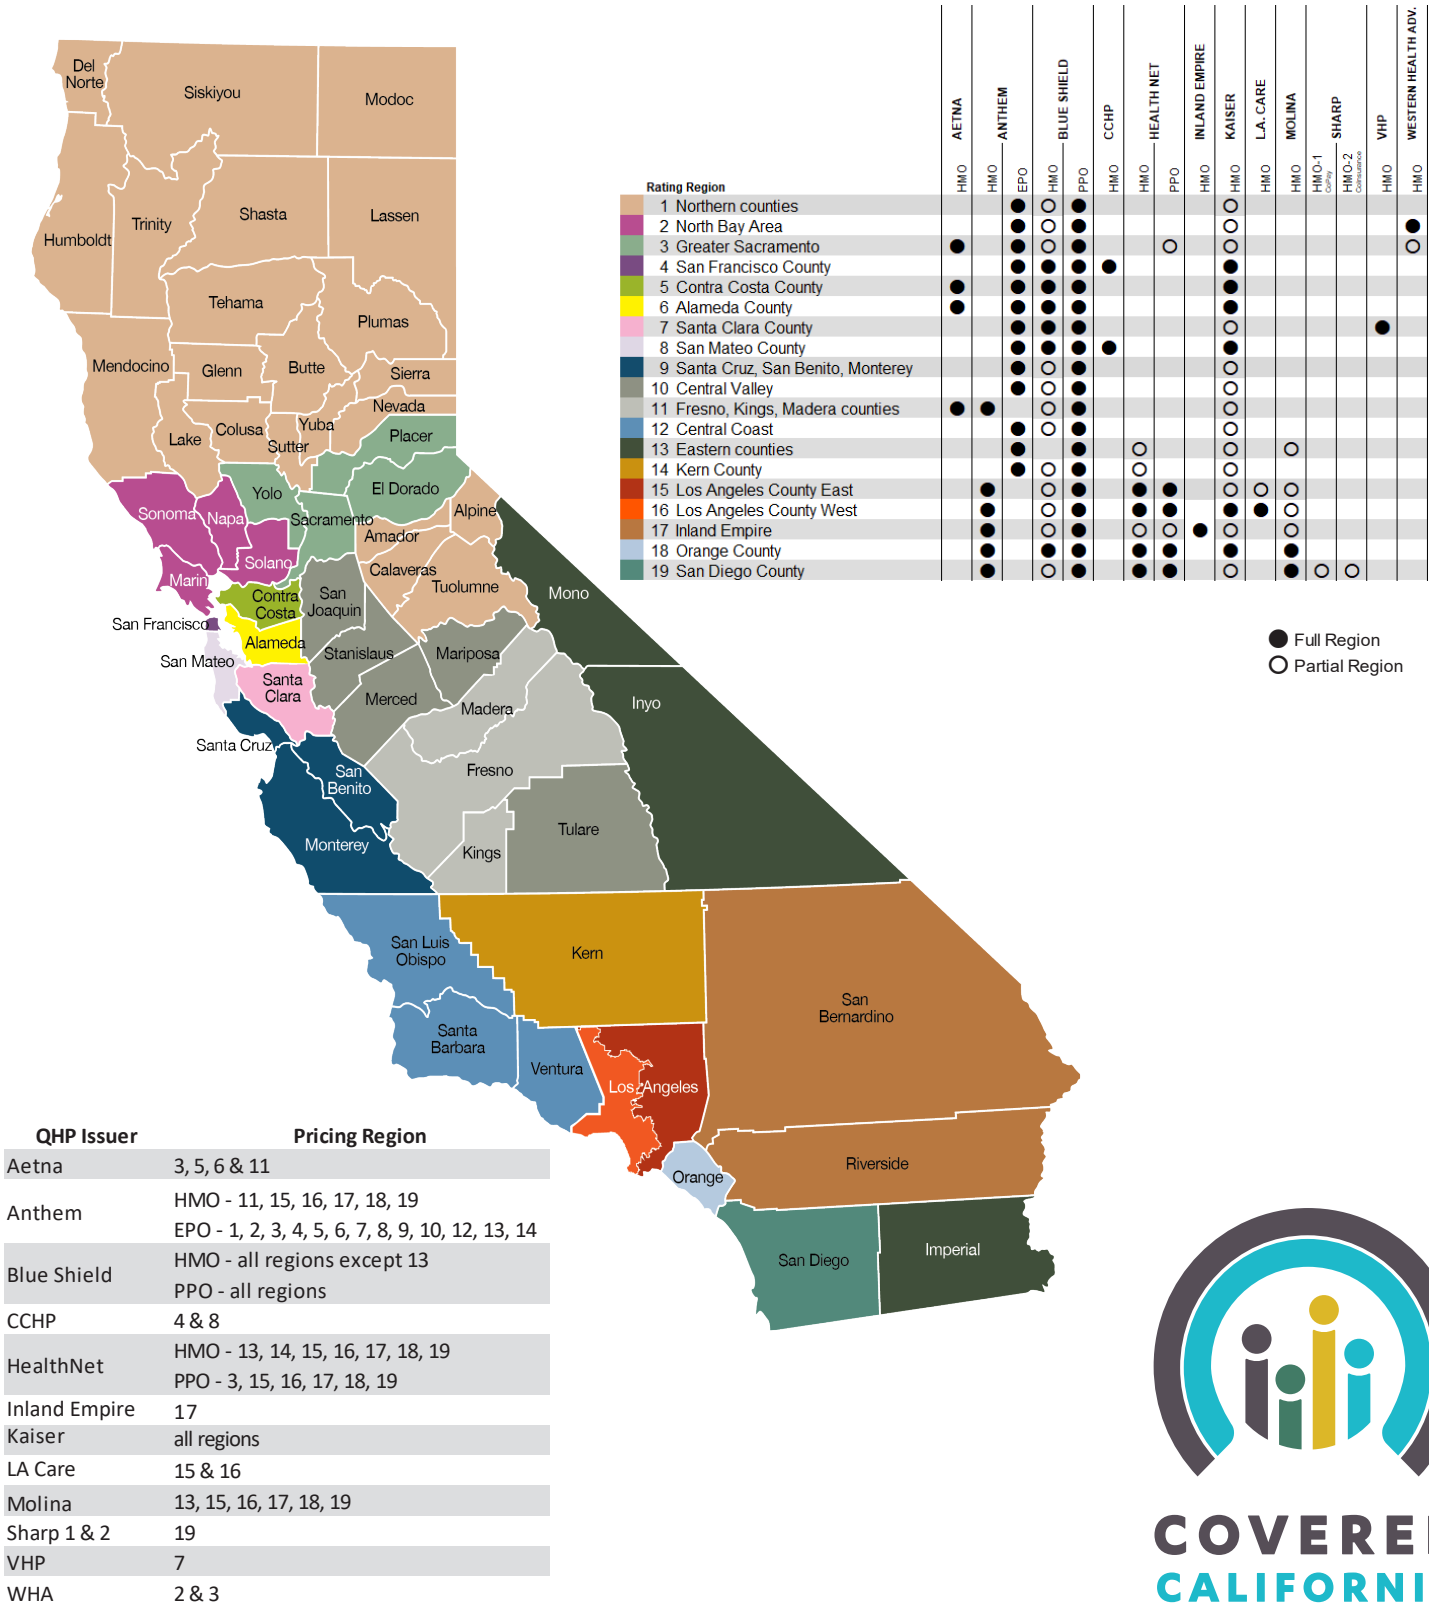 AETNA
ANTHEM
BLUE SHIELD
CCHP
HEALTH NET
INLAND EMPIRE
KAISER
L.A. CARE
MOLINA
SHARP
VHP
WESTERN HEALTH ADV.
HMO
HMO
EPO
HMO
PPO
HMO
HMO
PPO
HMO
HMO
HMO
HMO
HMO-1
CoPay
HMO-2
Coinsurance
HMO
HMO
Rating Region
1 Northern counties
2 North Bay Area
3 Greater Sacramento
4 San Francisco County
5 Contra Costa County
6 Alameda County
7 Santa Clara County
8 San Mateo County
9 Santa Cruz, San Benito, Monterey
10 Central Valley
11 Fresno, Kings, Madera counties
12 Central Coast
13 Eastern counties
14 Kern County
15 Los Angeles County East
16 Los Angeles County West
17 Inland Empire
18 Orange County
19 San Diego County
Full Region
Partial Region
Del
Norte
Siskiyou
Modoc
Humboldt
Trinity
Shasta
Lassen
Tehama
Plumas
Mendocino
Glenn
Butte
Sierra
Nevada
Lake
Colusa
Sutter
Yuba
Placer
Yolo
El Dorado
Sonoma
Napa
Sacramento
Alpine
Amador
Solano
Marin
Calaveras
Tuolumne
Contra
Costa
San
Joaquin
Mono
San Francisco
Alameda
San Mateo
Stanislaus
Mariposa
Santa
Clara
Merced
Madera
Inyo
Santa Cruz
San
Benito
Fresno
Monterey
Kings
Tulare
San Luis
Obispo
Kern
San
Bernardino
Santa
Barbara
Ventura
Los Angeles
Orange
Riverside
San Diego
Imperial
QHP Issuer Pricing Region
Aetna 3, 5, 6 & 11
Anthem
HMO - 11, 15, 16, 17, 18, 19
EPO - 1, 2, 3, 4, 5, 6, 7, 8, 9, 10, 12, 13, 14
Blue Shield
HMO - all regions except 13
PPO - all regions
CCHP 4 & 8
HealthNet
HMO - 13, 14, 15, 16, 17, 18, 19
PPO - 3, 15, 16, 17, 18, 19
Inland Empire 17
Kaiser all regions
LA Care 15 & 16
Molina 13, 15, 16, 17, 18, 19
Sharp 1 & 2 19
VHP 7
WHA 2 & 3
COVERE
CALIFORNI